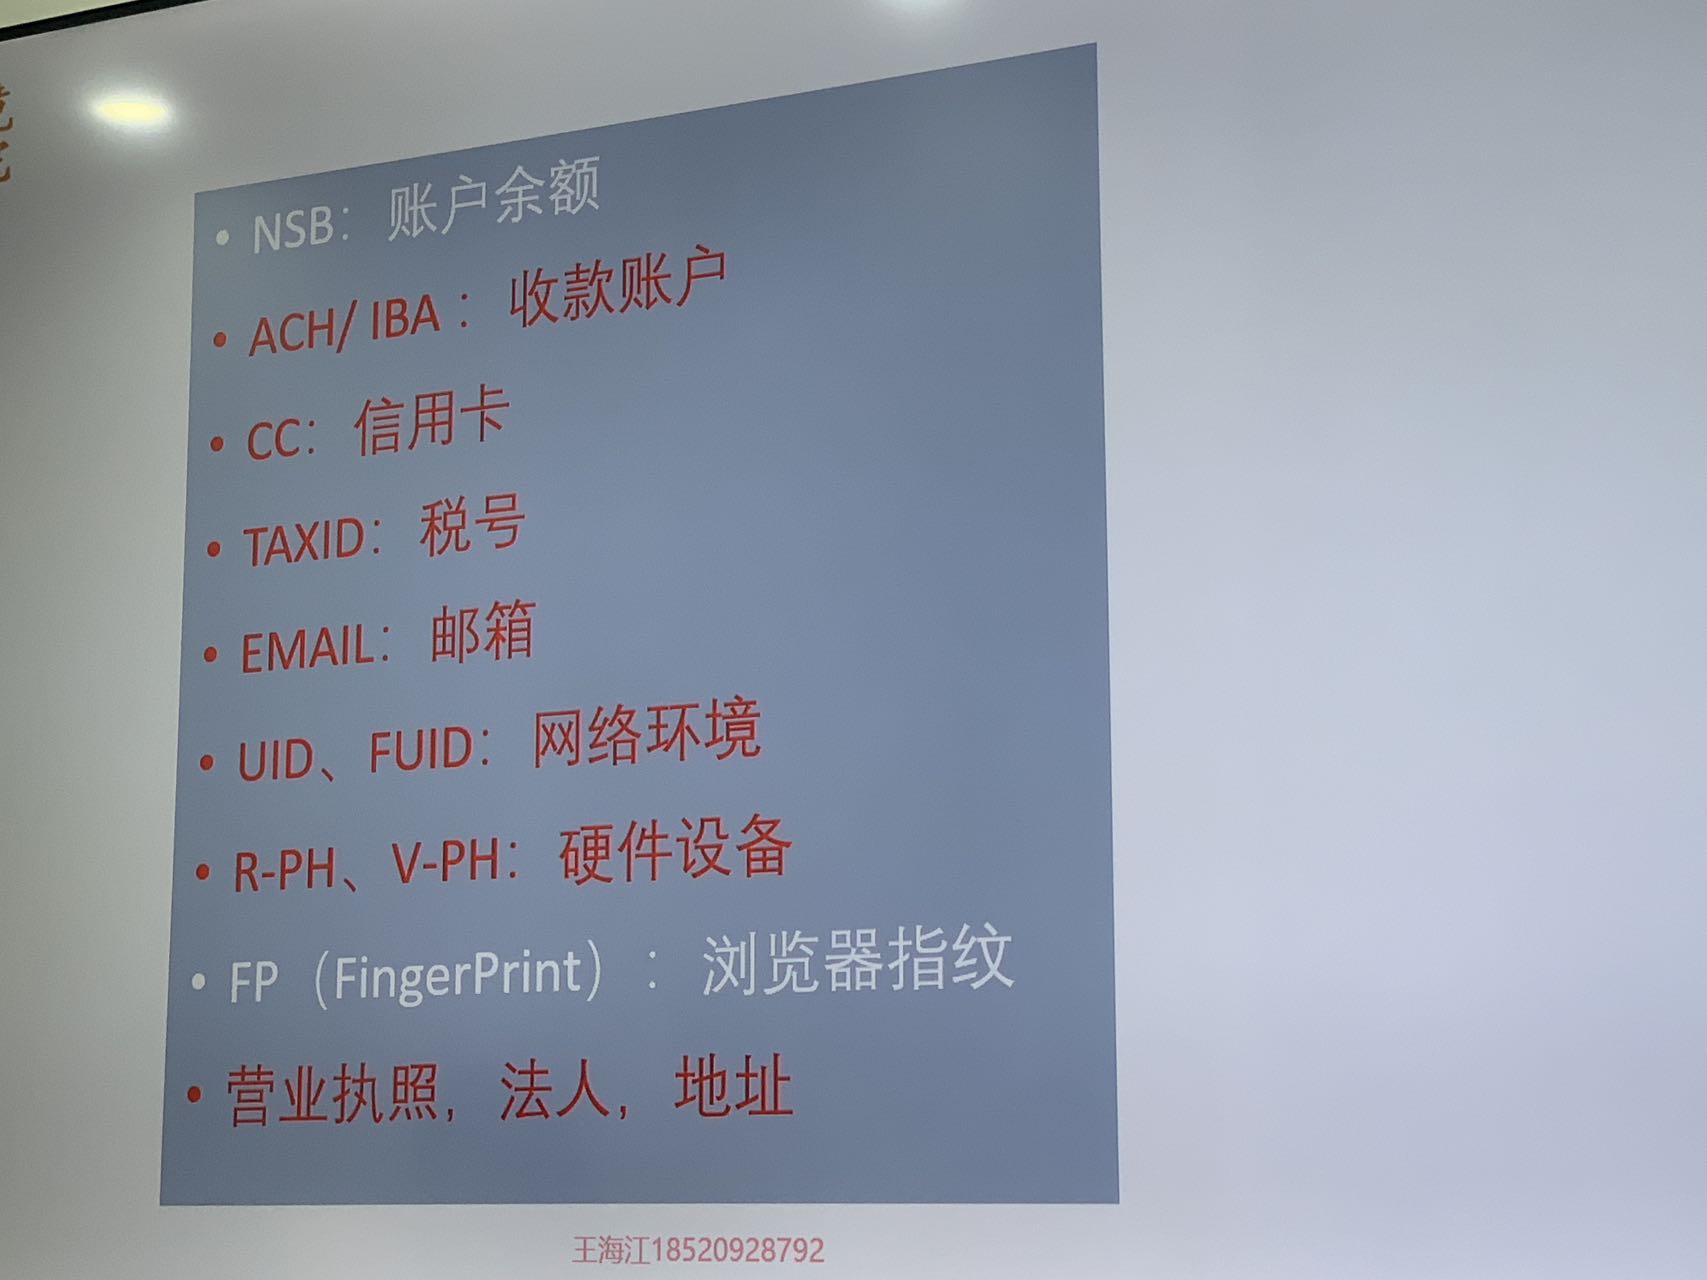 • NSB： 账户余额
• ACH/ IBA ： 收款账户
• CC： 信用卡
• TAXID： 税号
• EMAIL： 邮箱
• UID、FUID： 网络环境
• R-PH、V-PH： 硬件设备
• FP（FingerPrint）： 浏览器指纹
• 营业执照， 法人， 地址
王海江18520928792